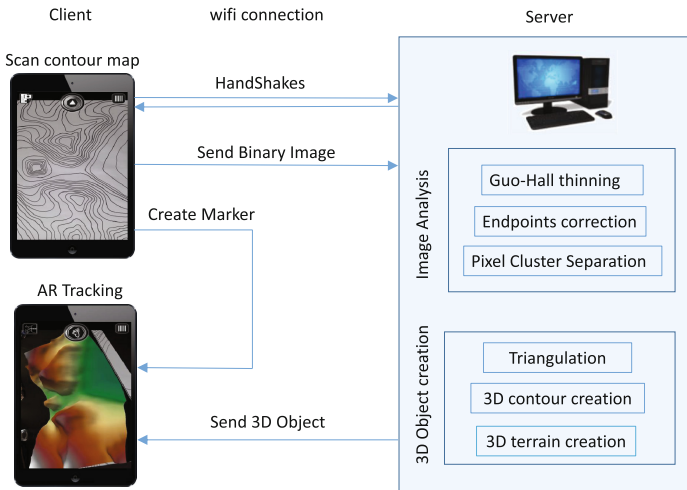 Client
wifi connection
Server
Scan contour map
HandShakes
Send Binary Image
Create Marker
Image Analysis
Guo-Hall thinning
Endpoints correction
Pixel Cluster Separation
AR Tracking
Send 3D Object
3D Object creation
Triangulation
3D contour creation
3D terrain creation